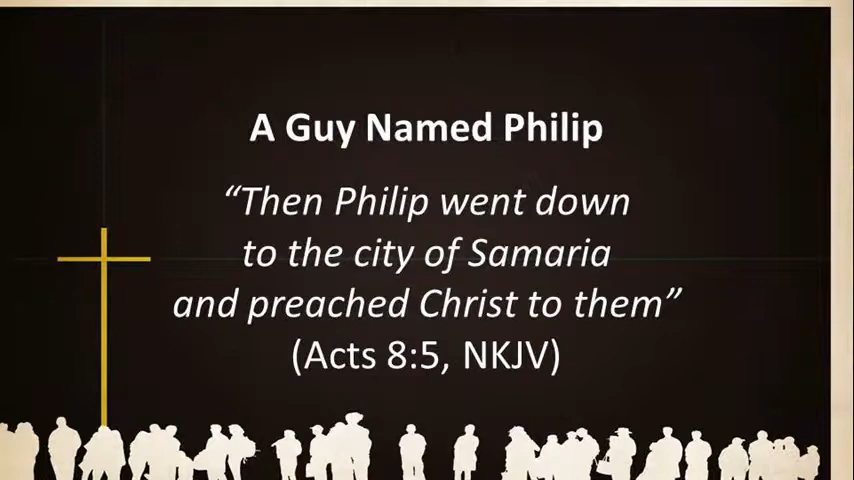 A Guy Named Philip
“Then Philip went down
to the city of Samaria
and preached Christ to them”
(Acts 8:5, NKJV)